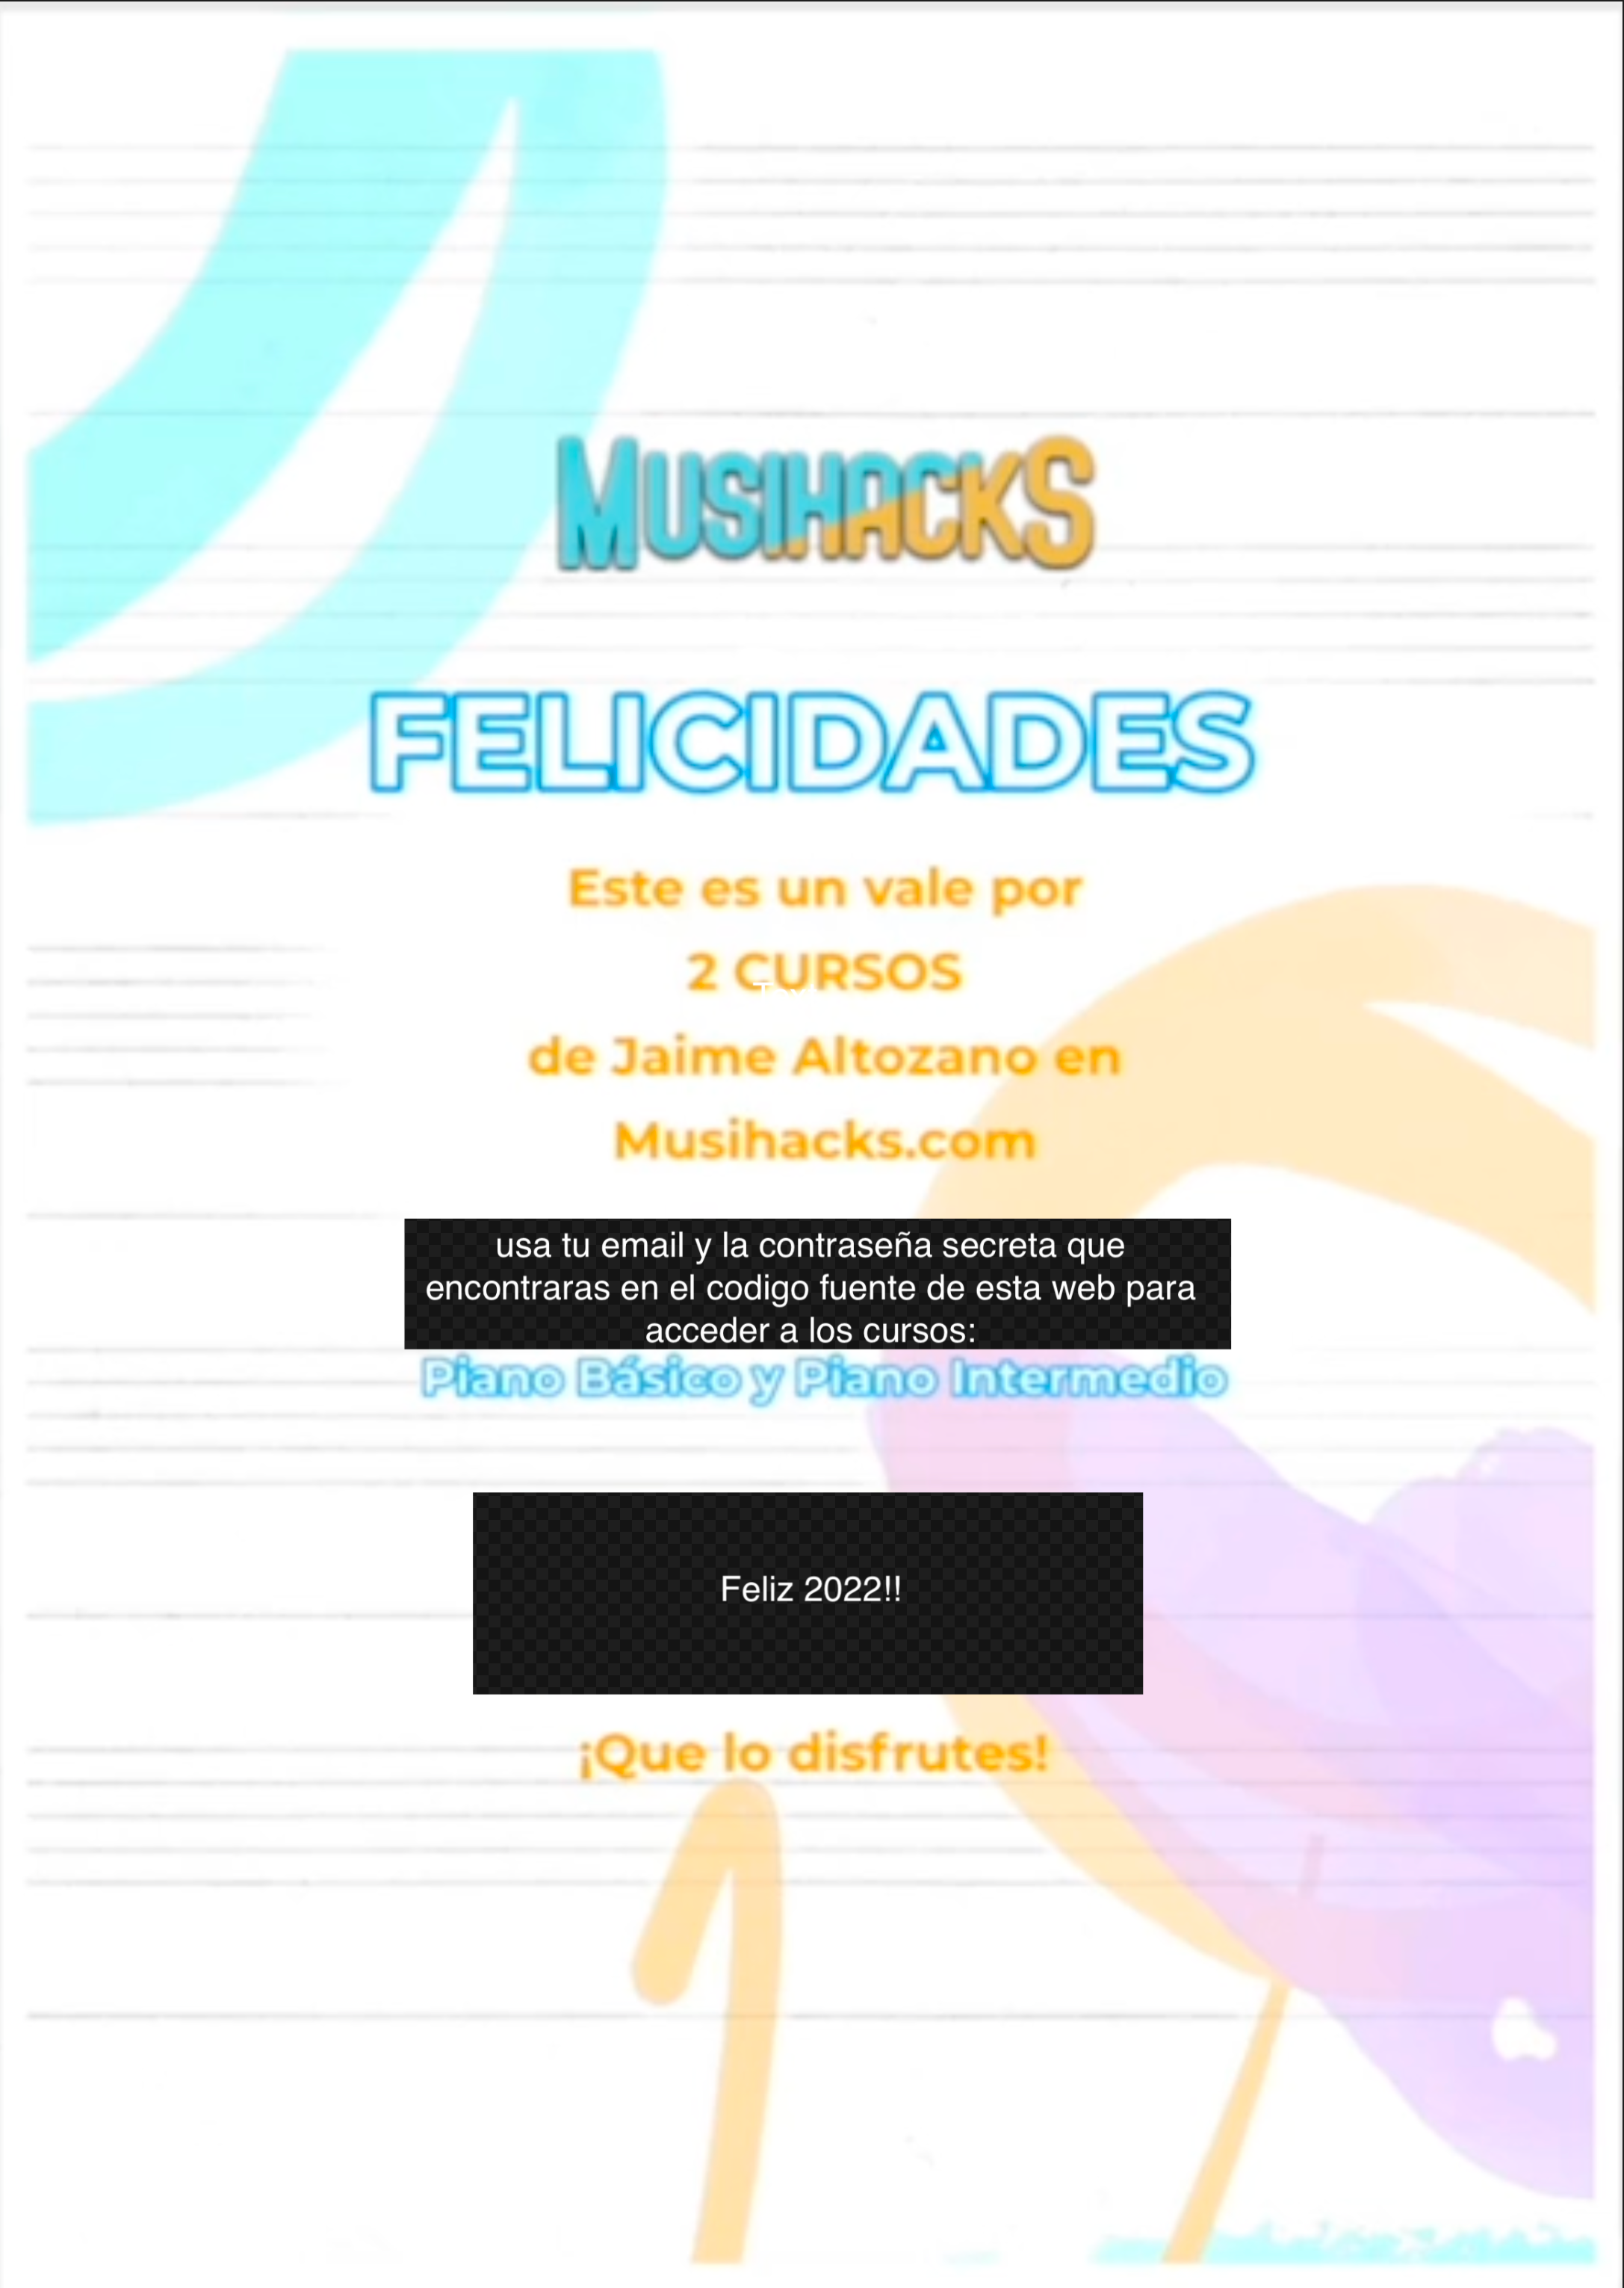 MUSIHACKS
FELICIDADES
Este es un vale por
2 CURSOS
de Jaime Altozano en
Musihacks.com
usa tu email y la contraseña secreta que
encontraras en el codigo fuente de esta web para
acceder a los cursos:
Piano Básico y Piano Intermedio
Feliz 2022!!
¡Que lo disfrutes!